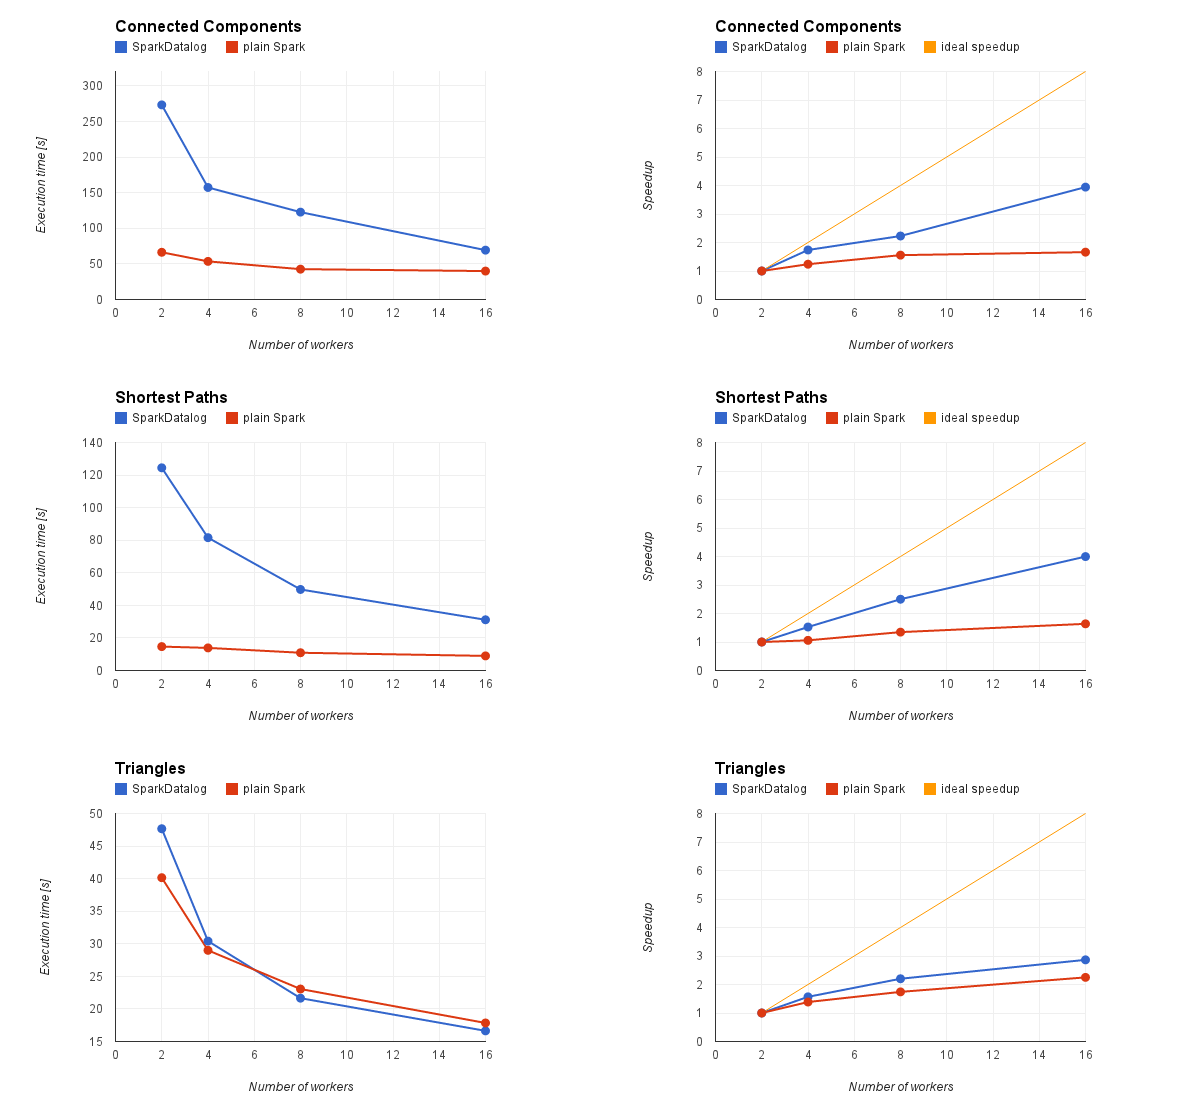 Connected Components
SparkDatalog plain Spark
Execution time [s]
300
250
200
150
100
50
0
0 2 4 6 8 10 12 14 16
Number of workers
Connected Components
SparkDatalog plain Spark ideal speedup
Speedup
8
7
6
5
4
3
2
1
0
0 2 4 6 8 10 12 14 16
Number of workers
Shortest Paths
SparkDatalog plain Spark
Execution time [s]
140
120
100
80
60
40
20
0
0 2 4 6 8 10 12 14 16
Number of workers
Shortest Paths
SparkDatalog plain Spark ideal speedup
Speedup
8
7
6
5
4
3
2
1
0
0 2 4 6 8 10 12 14 16
Number of workers
Triangles
SparkDatalog plain Spark
Execution time [s]
50
45
40
35
30
25
20
15
0 2 4 6 8 10 12 14 16
Number of workers
Triangles
SparkDatalog plain Spark ideal speedup
Speedup
8
7
6
5
4
3
2
1
0
0 2 4 6 8 10 12 14 16
Number of workers